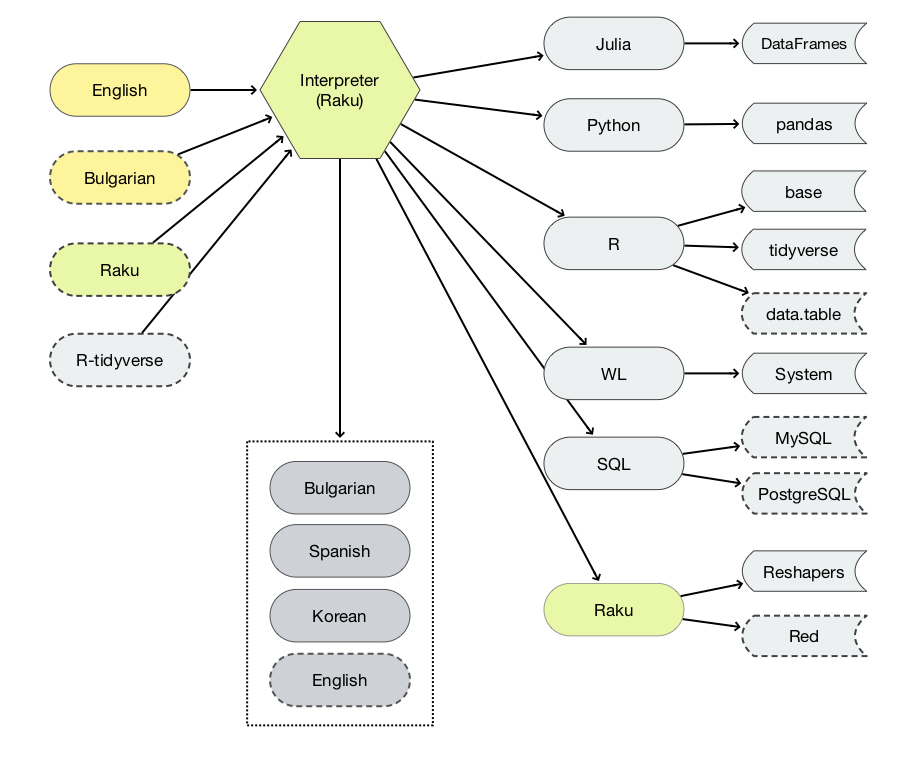 English
Bulgarian
Raku
R-tidyverse
Interpreter
(Raku)
Bulgarian
Spanish
Korean
English
Julia
DataFrames
Python
pandas
R
base
tidyverse
data.table
WL
System
SQL
MySQL
PostgreSQL
Raku
Reshapers
Red